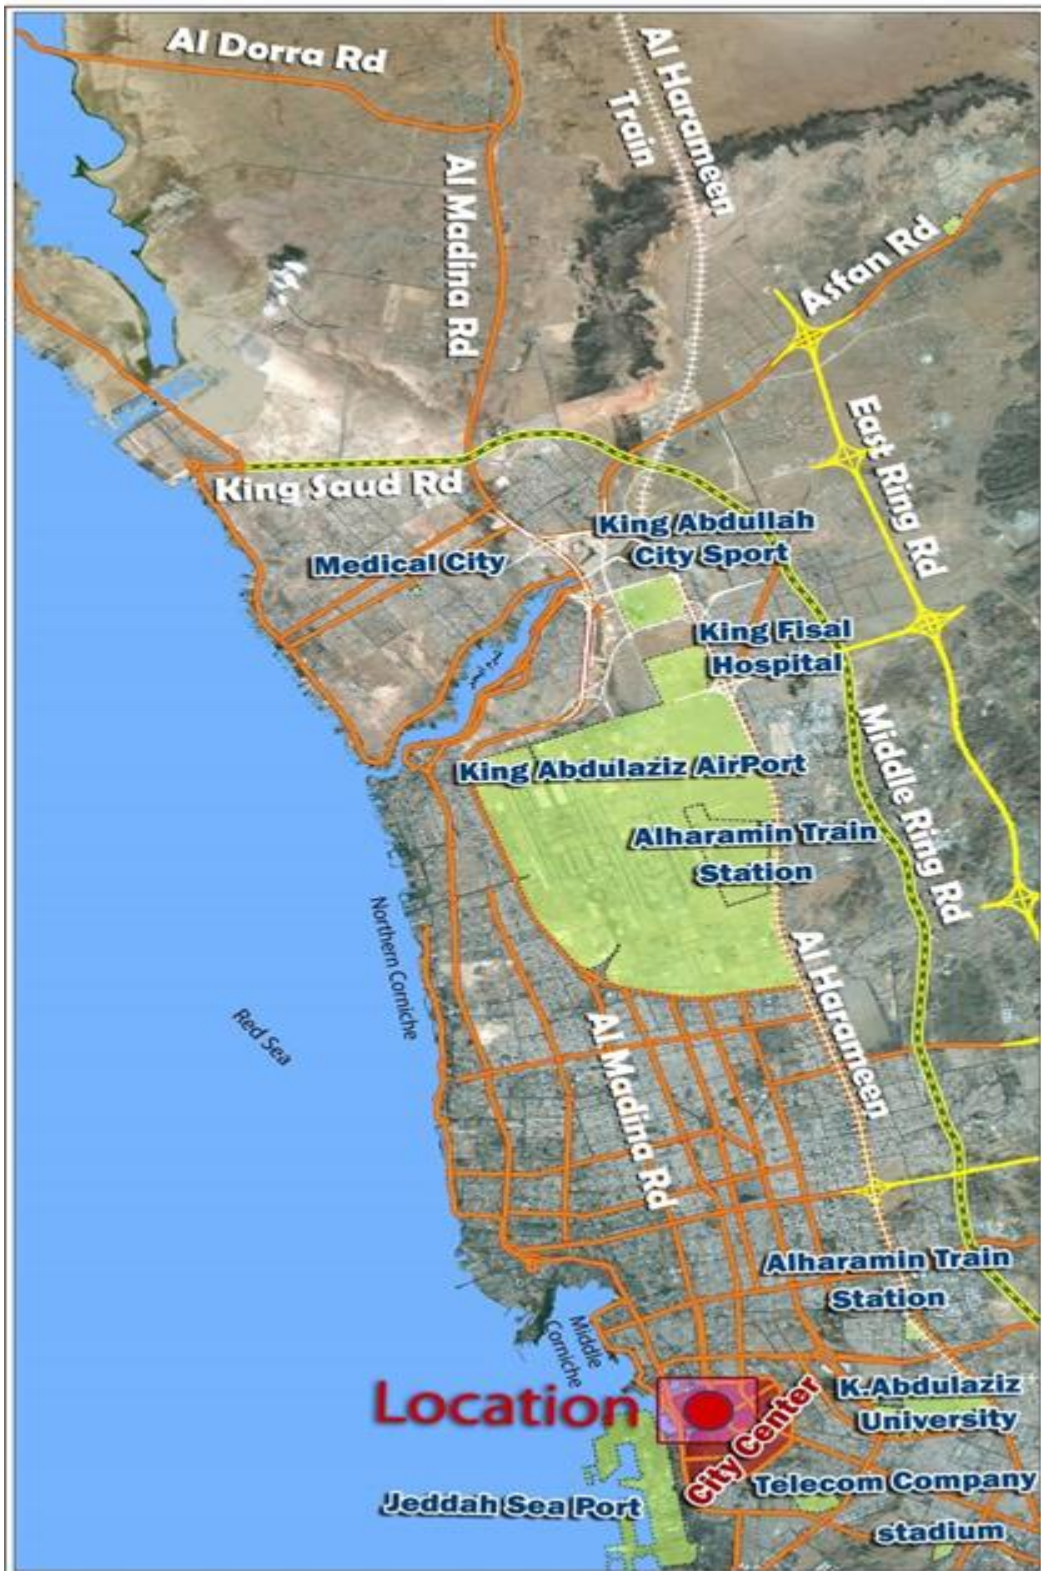 Al Dorra Rd
Al Harameen
Train
Al Madina Rd
Asfan Rd
East Ring Rd
King Saud Rd
King Abdullah
City Sport
Medical City
King Fisal
Hospital
شرم ابحر
Middle Ring Rd
King Abdulaziz AirPort
Alharamin Train
Station
Northern Corniche
Al Harameen
Red Sea
Al Madina Rd
Alharamin Train
Station
Middle
Corniche
Location
K.Abdulaziz
University
City Center
Telecom Company
Jeddah Sea Port
stadium